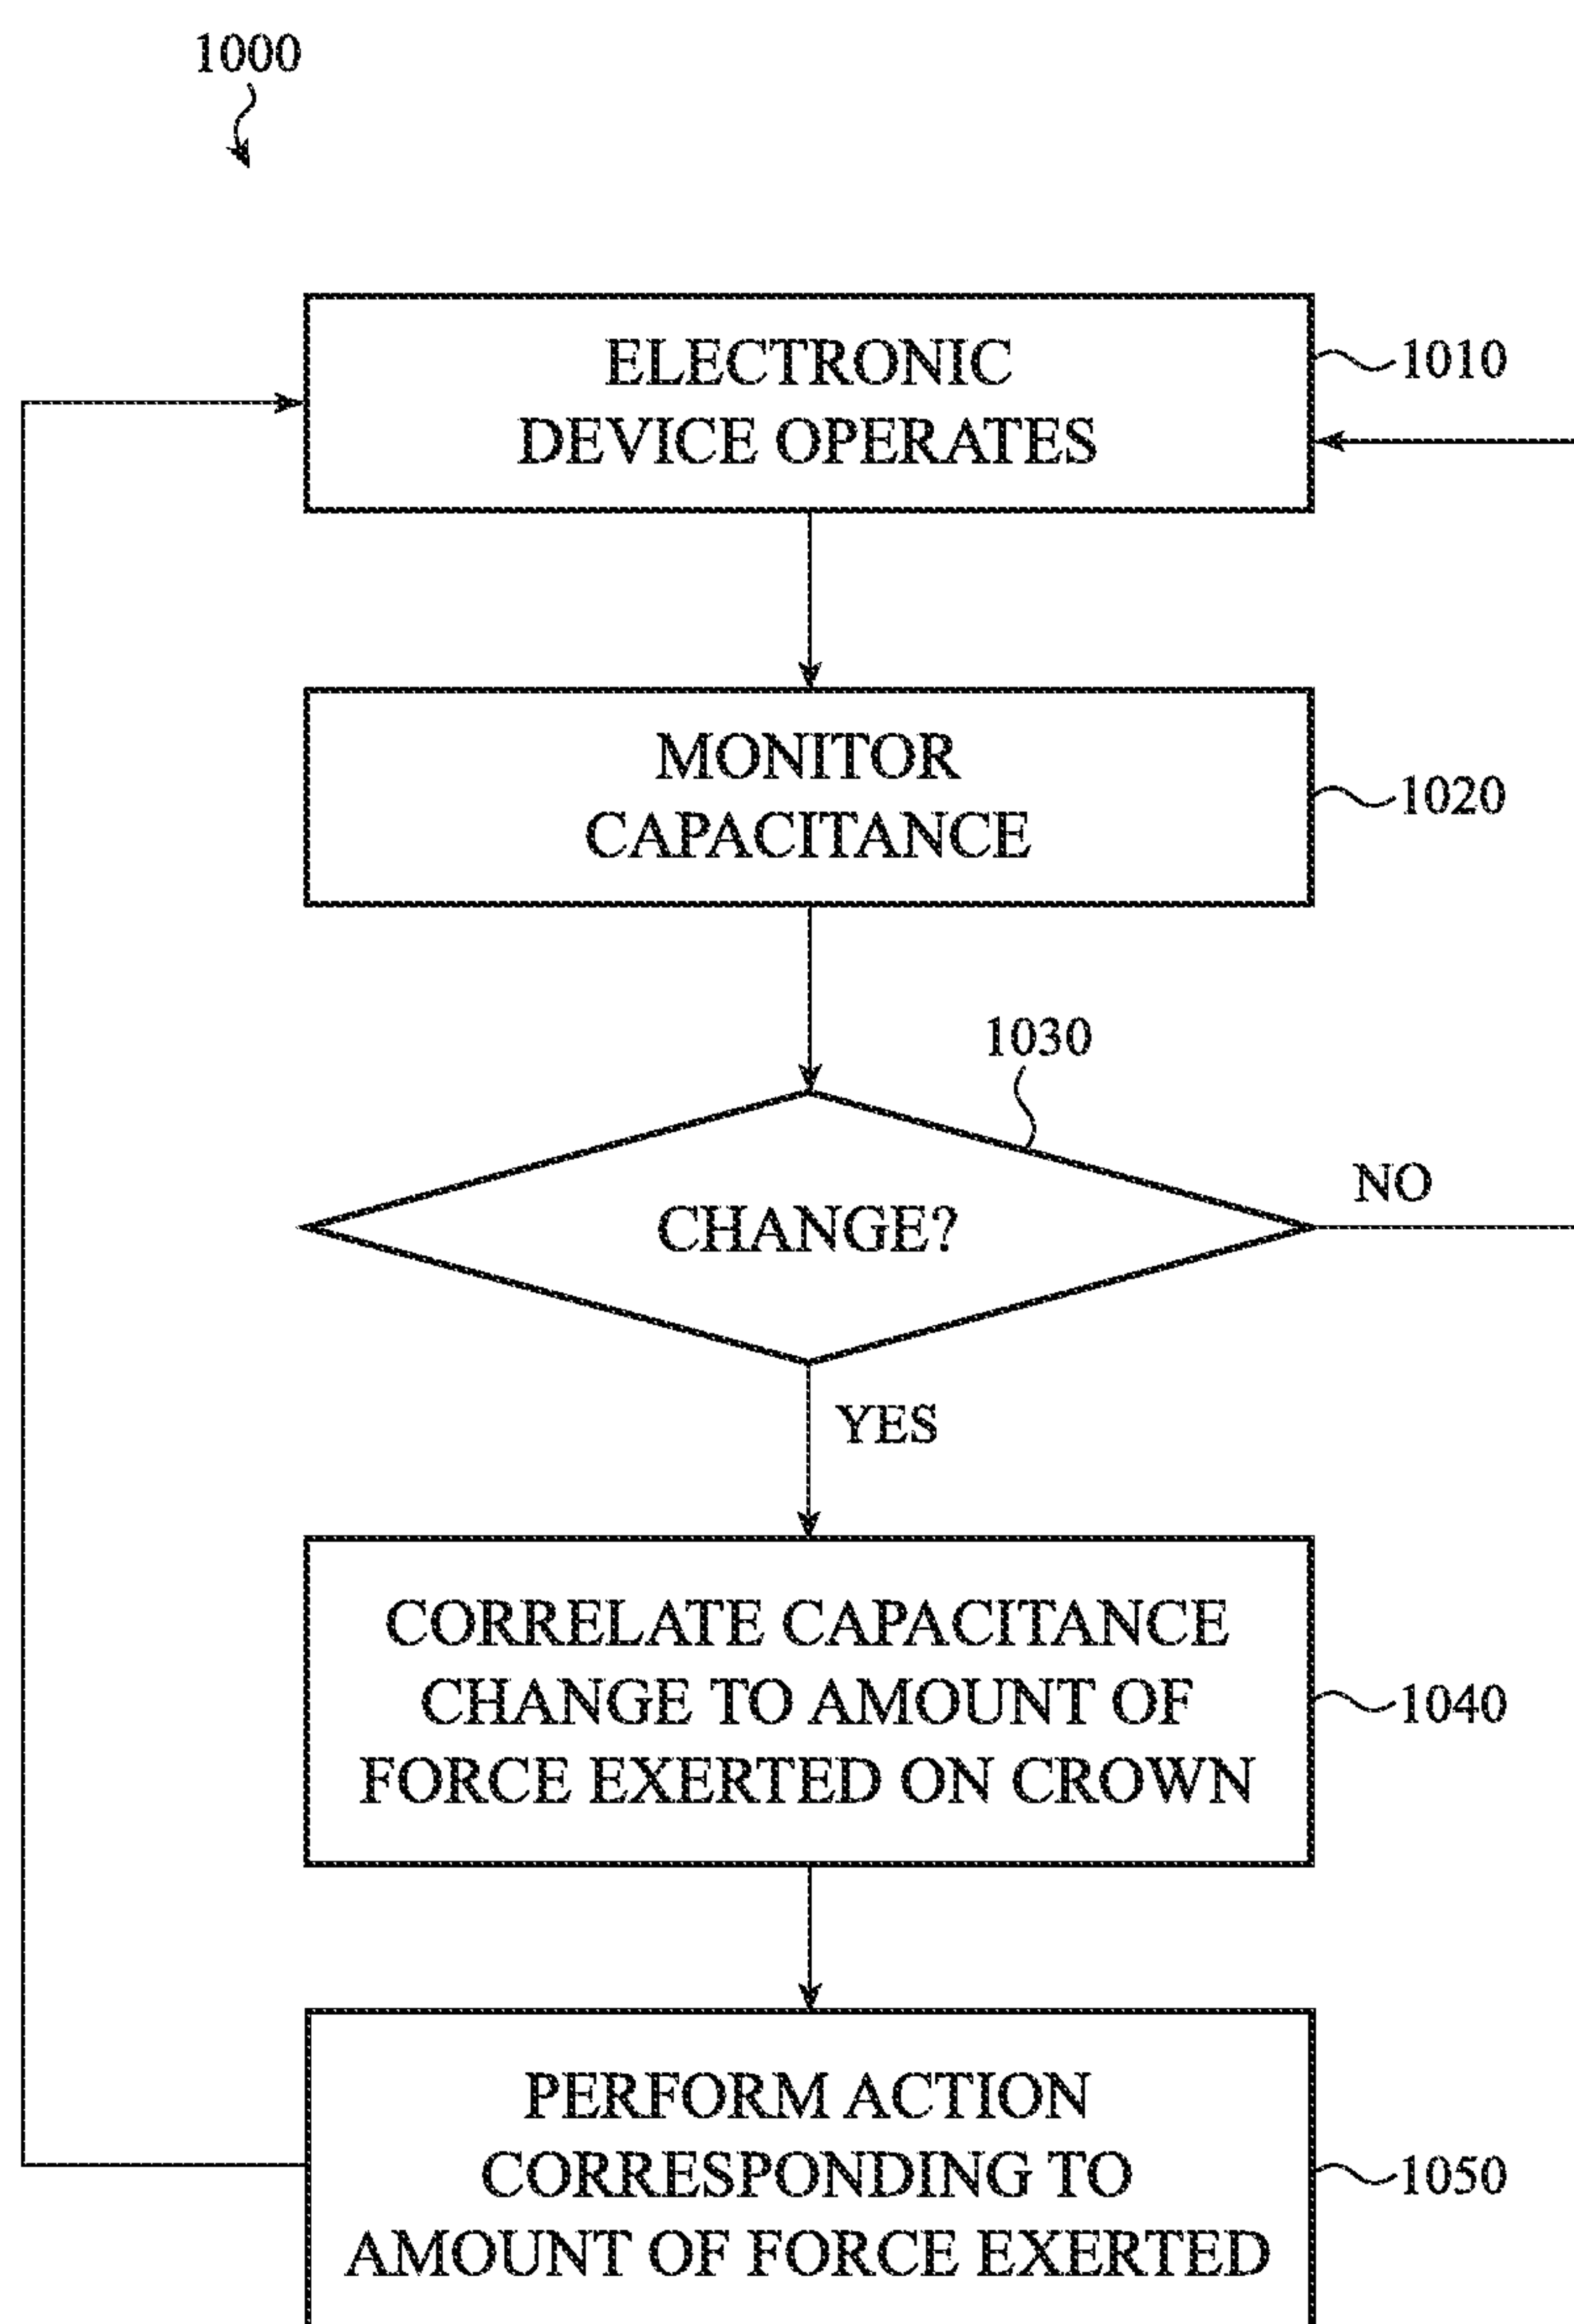 1000
ELECTRONIC
DEVICE OPERATES
1010
MONITOR
CAPACITANCE
1020
1030
CHANGE?
NO
YES
CORRELATE CAPACITANCE
CHANGE TO AMOUNT OF
FORCE EXERTED ON CROWN
1040
PERFORM ACTION
CORRESPONDING TO
AMOUNT OF FORCE EXERTED
1050